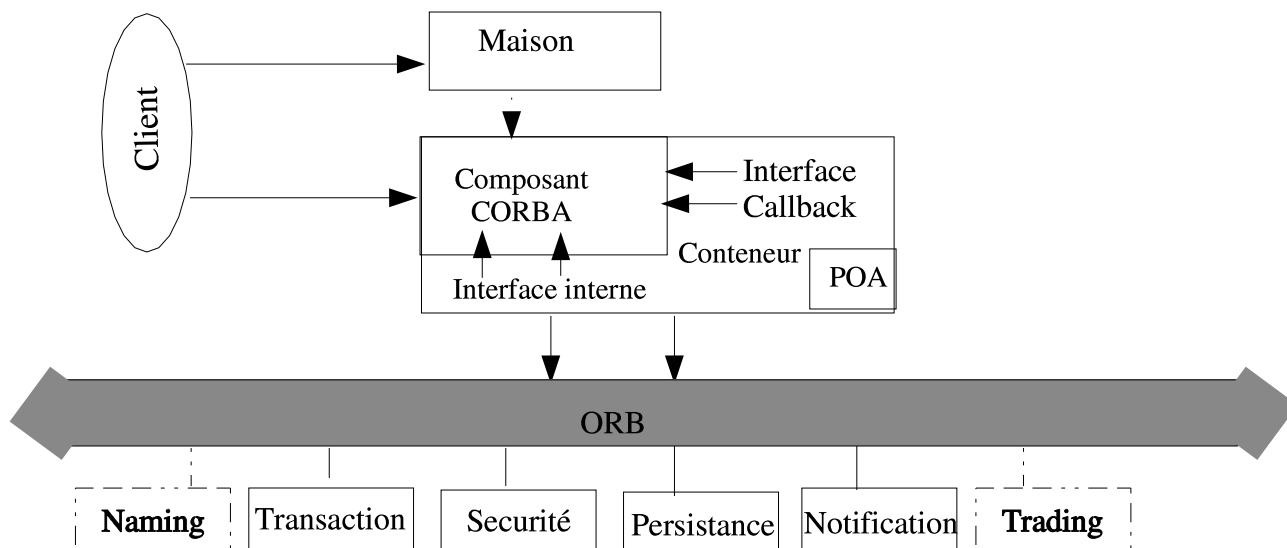 Maison
Client
Composant
CORBA
Interface
Callback
Conteneur
POA
Interface interne
ORB
Naming
Transaction
Securité
Persistance
Notification
Trading